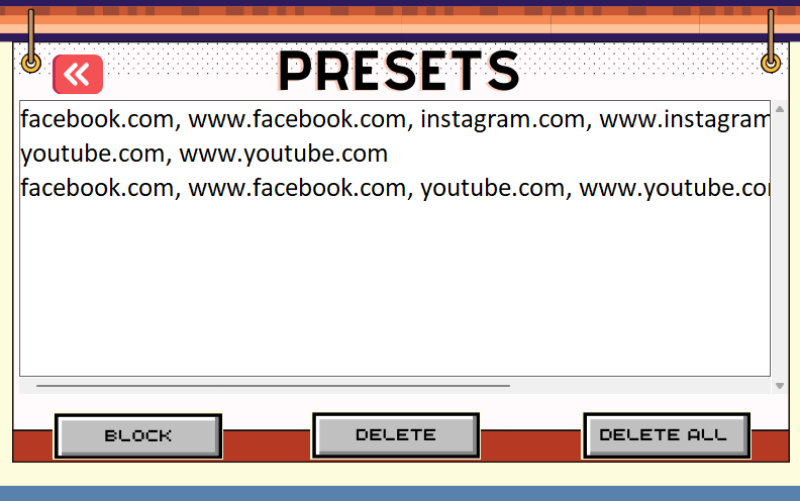 PRESETS
facebook.com, www.facebook.com, instagram.com, www.instagram
youtube.com, www.youtube.com
facebook.com, www.facebook.com, youtube.com, www.youtube.co
BLOCK
DELETE
DELETE ALL